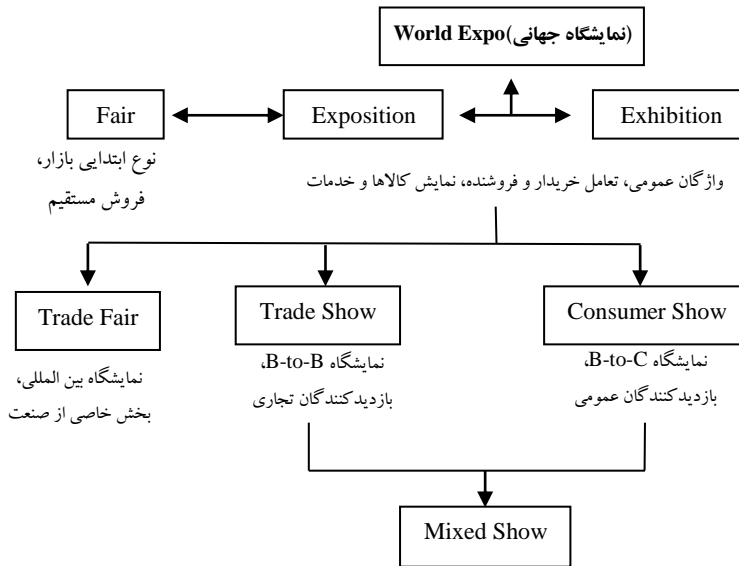 World Expo(نمایشگاه جهانی)
Fair
Exposition
Exhibition
نوع ابتدایی بازار،
فروش مستقیم
واژگان عمومی، تعامل خریدار و فروشنده، نمایش کالاها و خدمات
Trade Fair
Trade Show
Consumer Show
نمایشگاه بین المللی،
بخش خاصی از صنعت
نمایشگاه B-to-B،
بازدیدکنندگان تجاری
نمایشگاه B-to-C،
بازدیدکنندگان عمومی
Mixed Show